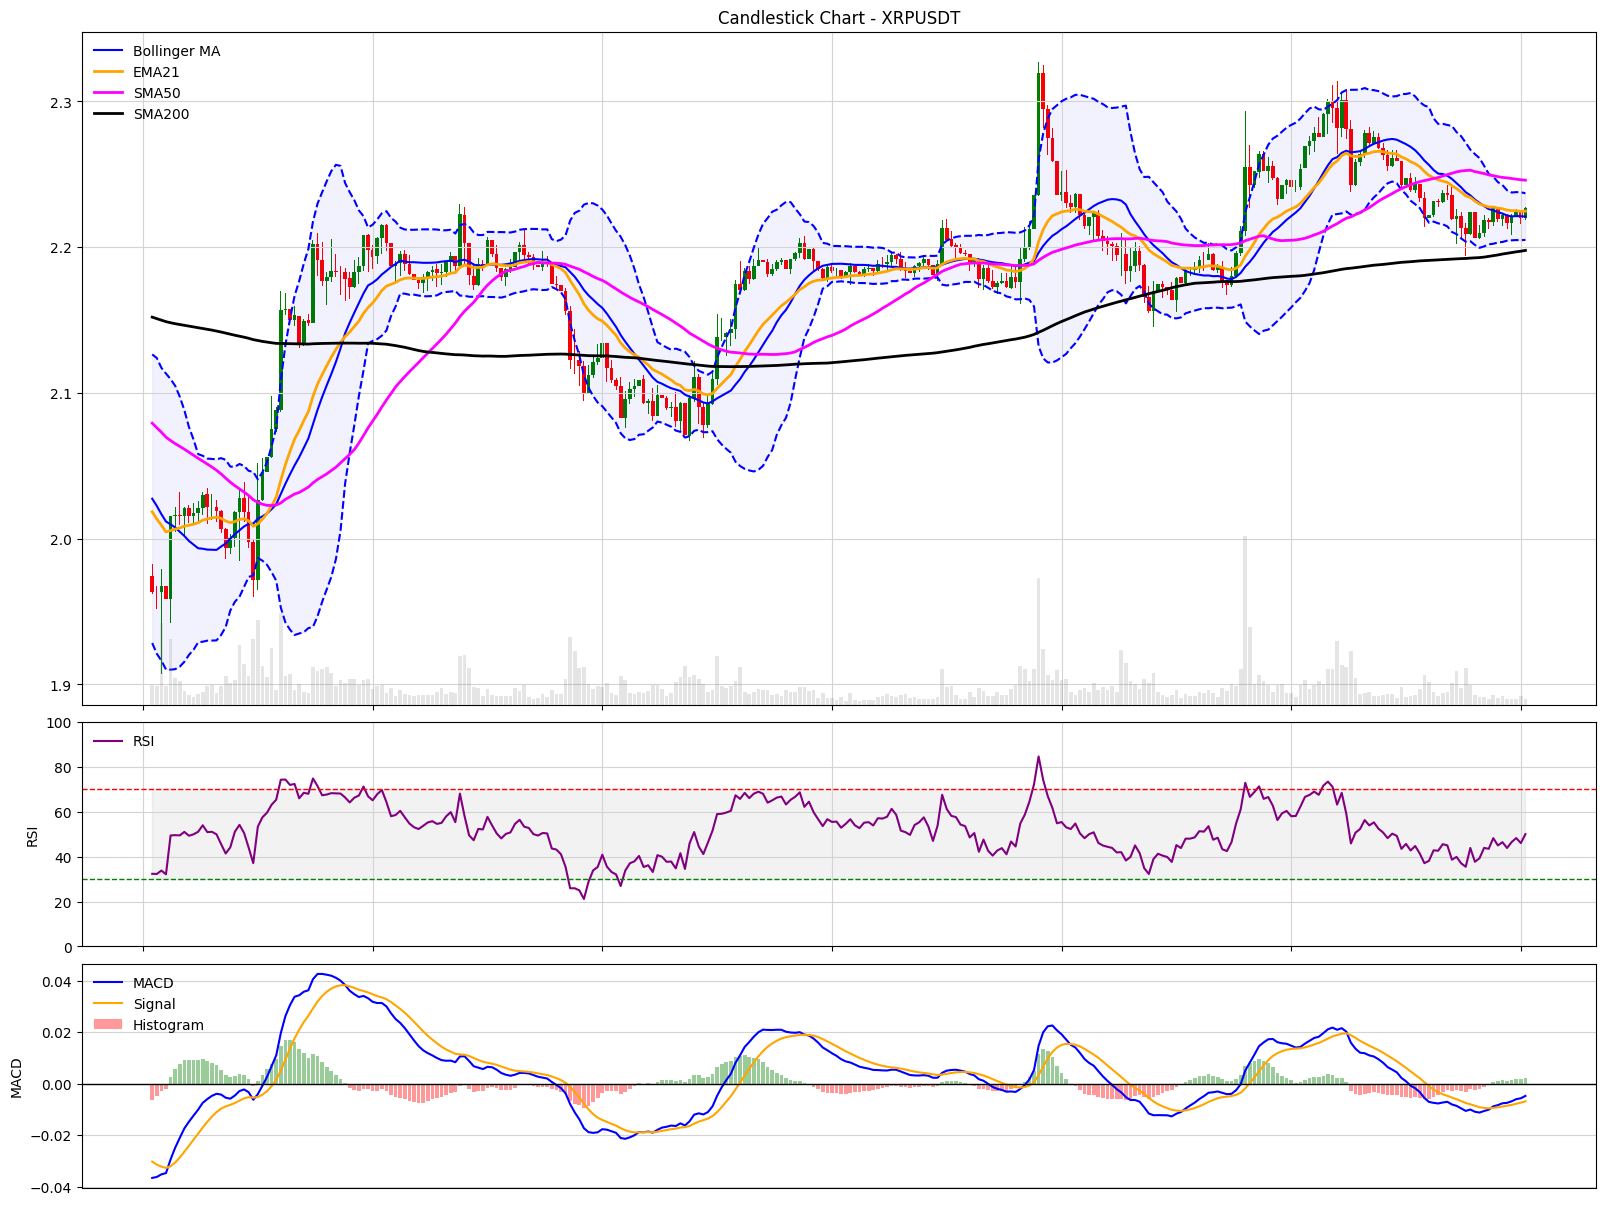 Candlestick Chart - XRPUSDT
Bollinger MA
EMA21
SMA50
SMA200
2.3
2.2
2.1
2.0
1.9
RSI
RSI
100
80
60
40
20
0
MACD
Signal
Histogram
MACD
0.04
0.02
0.00
−0.02
−0.04